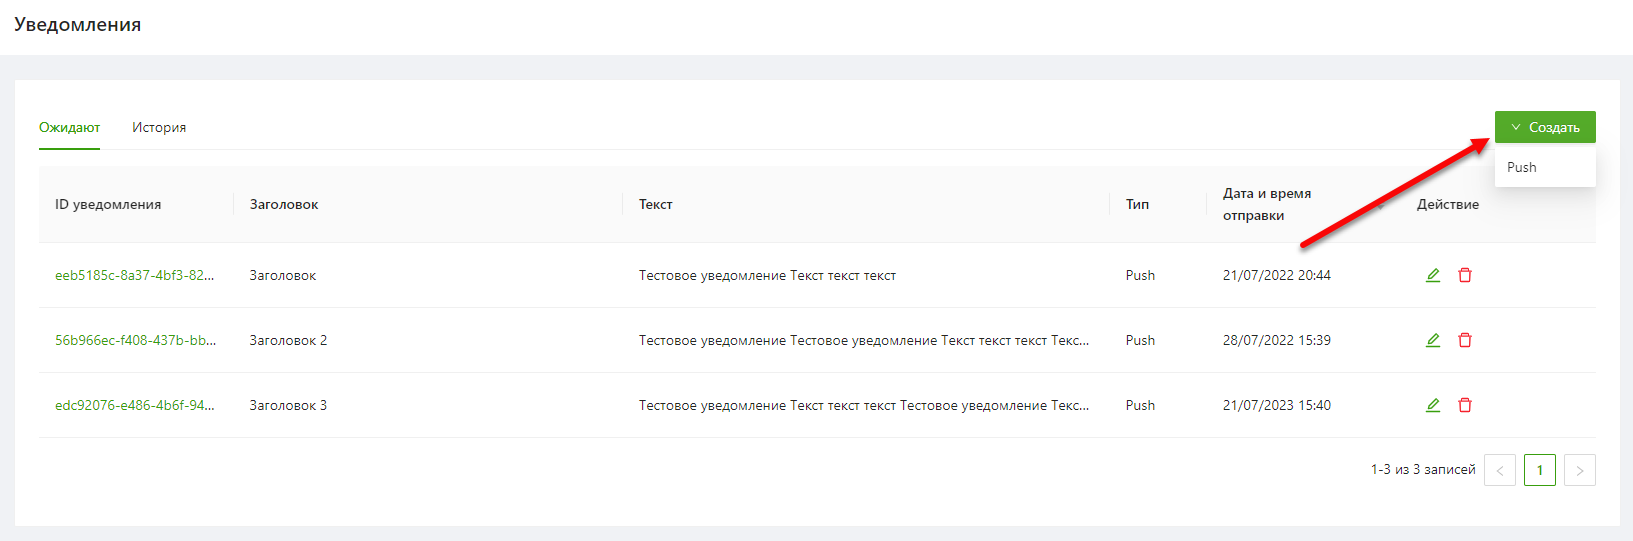 Уведомления
Ожидают История Создать
Push
ID уведомления Заголовок Текст Тип Дата и время отправки Действие
eeb5185c-8a37-4bf3-82... Заголовок Тестовое уведомление Текст текст текст Push 21/07/2022 20:44
56b966ec-f408-437b-bb... Заголовок 2 Тестовое уведомление Тестовое уведомление Текст текст текст Текс... Push 28/07/2022 15:39
edc92076-e486-4b6f-94... Заголовок 3 Тестовое уведомление Текст текст текст Тестовое уведомление Текс... Push 21/07/2023 15:40
1-3 из 3 записей < 1 >